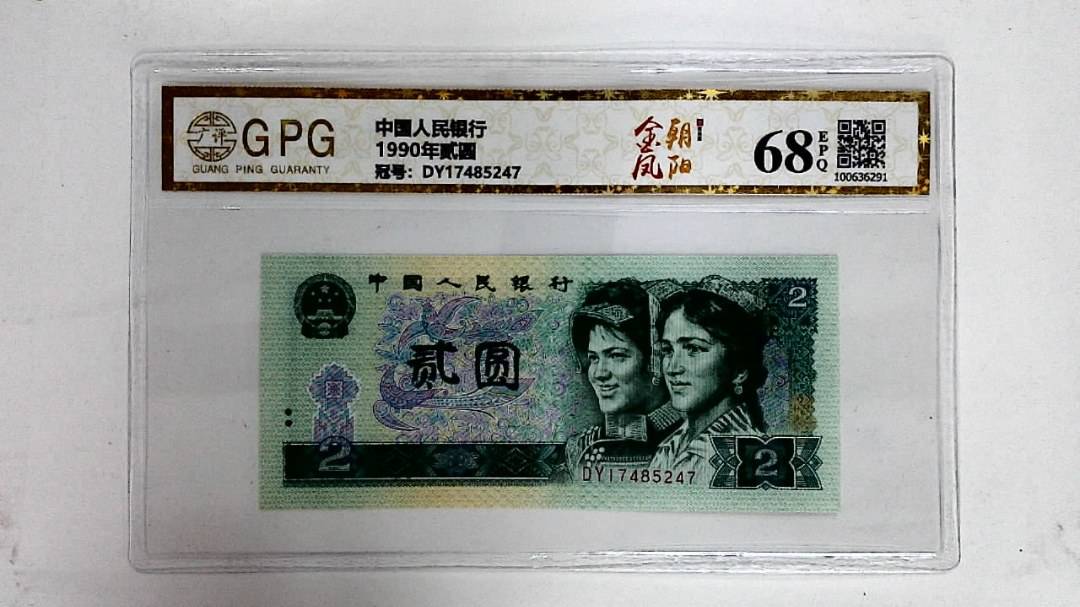 广评
GPG
GUANG PING GUARANTY
中国人民银行
1990年贰圆
冠号：DY17485247
金凤
朝阳
68
EPQ
100636291
中国人民银行
2
贰圆
2
DY17485247
2